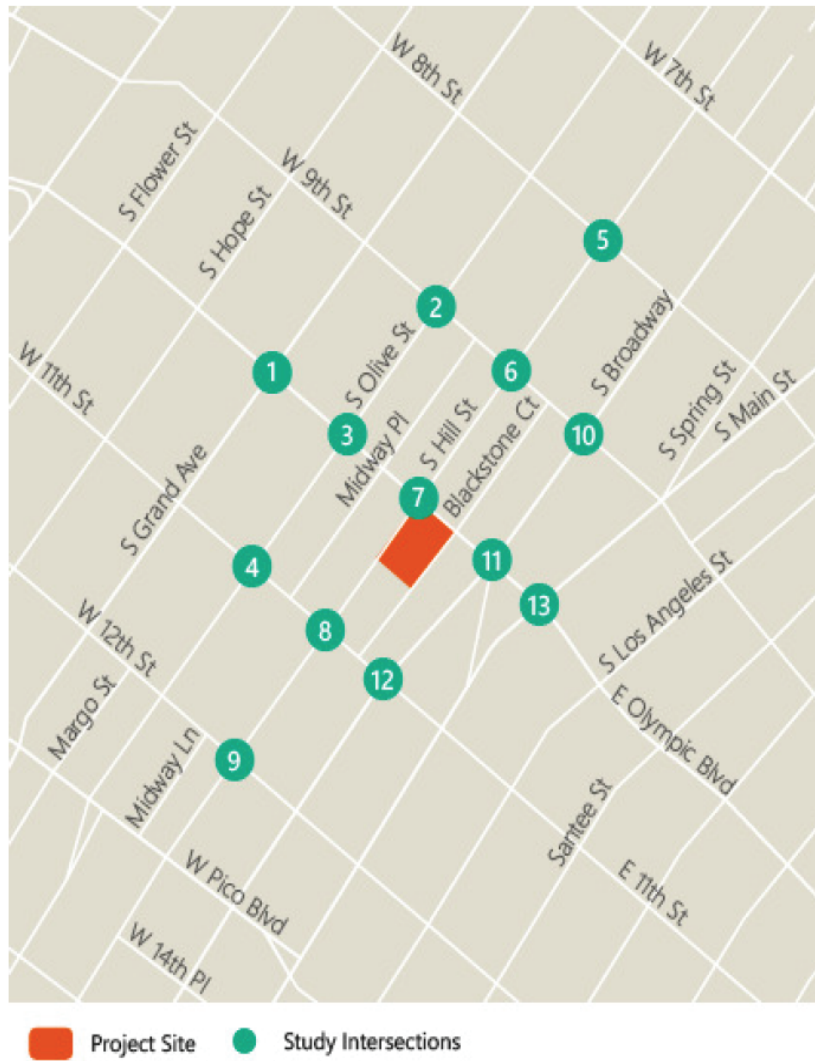 W 8th St
W 7th St
S Flower St
W 9th St
S Hope St
5
2
S Broadway
1
S Olive St
6
W 11th St
3
S Hill St
10
S Spring St
S Main St
Midway Pl
Blackstone Ct
7
S Grand Ave
4
11
13
8
S Los Angeles St
W 12th St
12
E Olympic Blvd
Margo St
9
Midway Ln
Santee St
W Pico Blvd
E 11th St
W 14th Pl
Project Site
Study Intersections